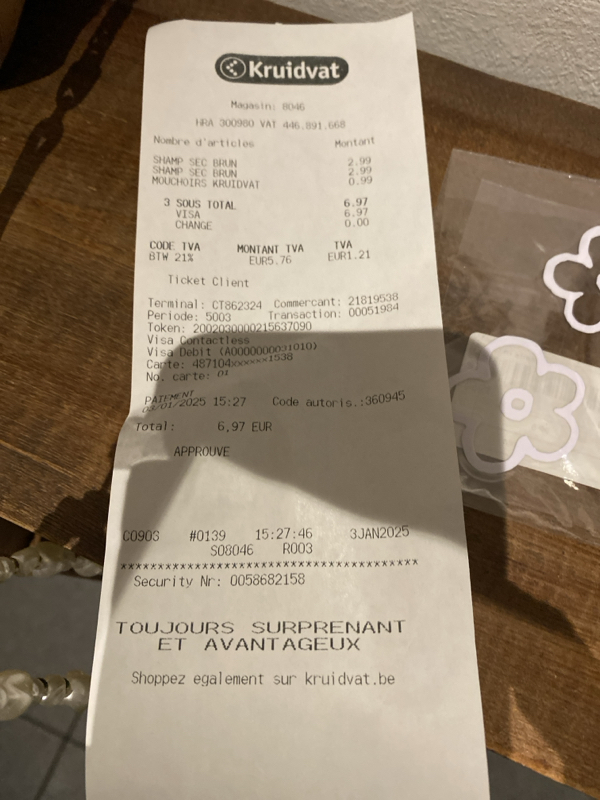 Kruidvat
Magasin: 8046
HRA 300980 VAT 446.891.668
Nombre d'articles Montant
SHAMP SEC BRUN 2.99
SHAMP SEC BRUN 2.99
MOUCHOIRS KRUIDVAT 0.99
3 SOUS TOTAL 6.97
VISA 6.97
CHANGE 0.00
CODE TVA MONTANT TVA TVA
BTW 21% EUR5.76 EUR1.21
Ticket Client
Terminal: CT862324 Commercant: 21819538
Periode: 5003 Transaction: 00051984
Token: 2002030000215637090
Visa Contactless
Visa Debit (A0000000031010)
Carte: 487104xxxxxx1538
No. carte: 01
PAIEMENT
03/01/2025 15:27 Code autoris.:360945
Total: 6,97 EUR
APPROUVE
C0903 #0139 15:27:46 3JAN2025
S08046 R003
****************************************
Security Nr: 0058682158
TOUJOURS SURPRENANT
ET AVANTAGEUX
Shoppez egalement sur kruidvat.be